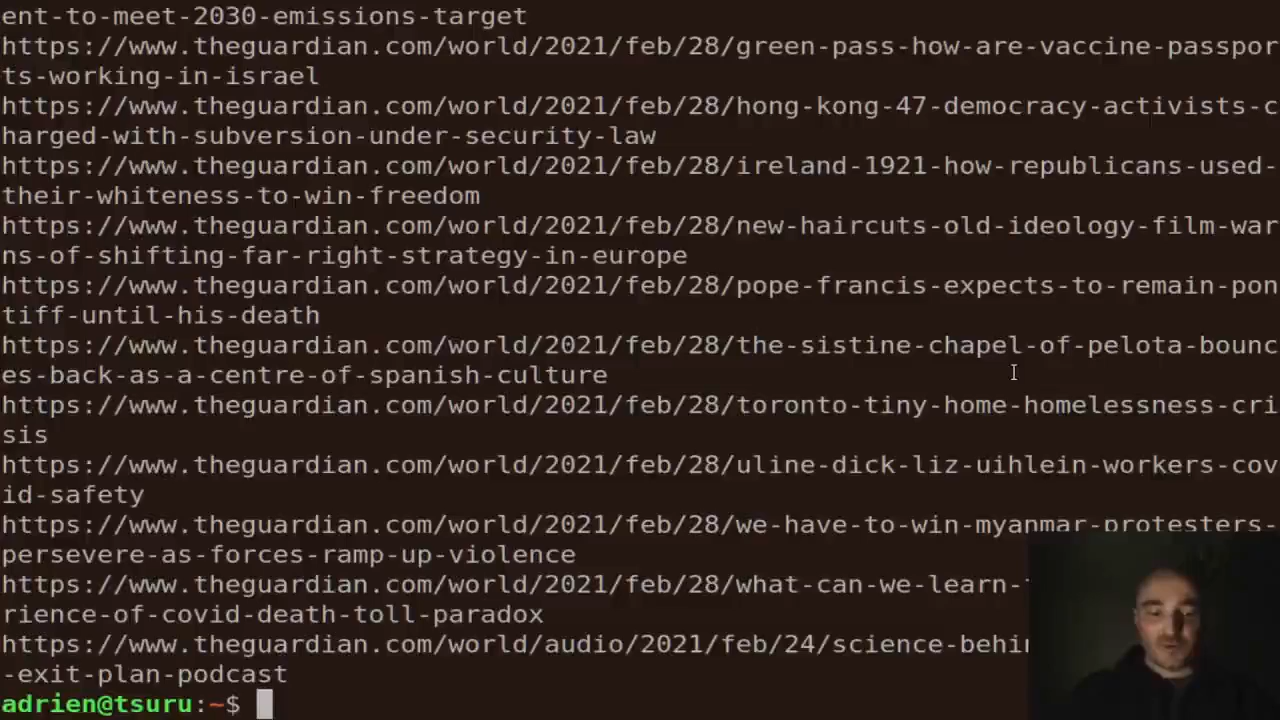 ent-to-meet-2030-emissions-target
https://www.theguardian.com/world/2021/feb/28/green-pass-how-are-vaccine-passpor
ts-working-in-israel
https://www.theguardian.com/world/2021/feb/28/hong-kong-47-democracy-activists-c
harged-with-subversion-under-security-law
https://www.theguardian.com/world/2021/feb/28/ireland-1921-how-republicans-used-
their-whiteness-to-win-freedom
https://www.theguardian.com/world/2021/feb/28/new-haircuts-old-ideology-film-war
ns-of-shifting-far-right-strategy-in-europe
https://www.theguardian.com/world/2021/feb/28/pope-francis-expects-to-remain-pon
tiff-until-his-death
https://www.theguardian.com/world/2021/feb/28/the-sistine-chapel-of-pelota-bounc
es-back-as-a-centre-of-spanish-culture
https://www.theguardian.com/world/2021/feb/28/toronto-tiny-home-homelessness-cri
sis
https://www.theguardian.com/world/2021/feb/28/uline-dick-liz-uihlein-workers-cov
id-safety
https://www.theguardian.com/world/2021/feb/28/we-have-to-win-myanmar-protesters-
persevere-as-forces-ramp-up-violence
https://www.theguardian.com/world/2021/feb/28/what-can-we-learn-
rience-of-covid-death-toll-paradox
https://www.theguardian.com/world/audio/2021/feb/24/science-behin
-exit-plan-podcast
adrien@tsuru:~$